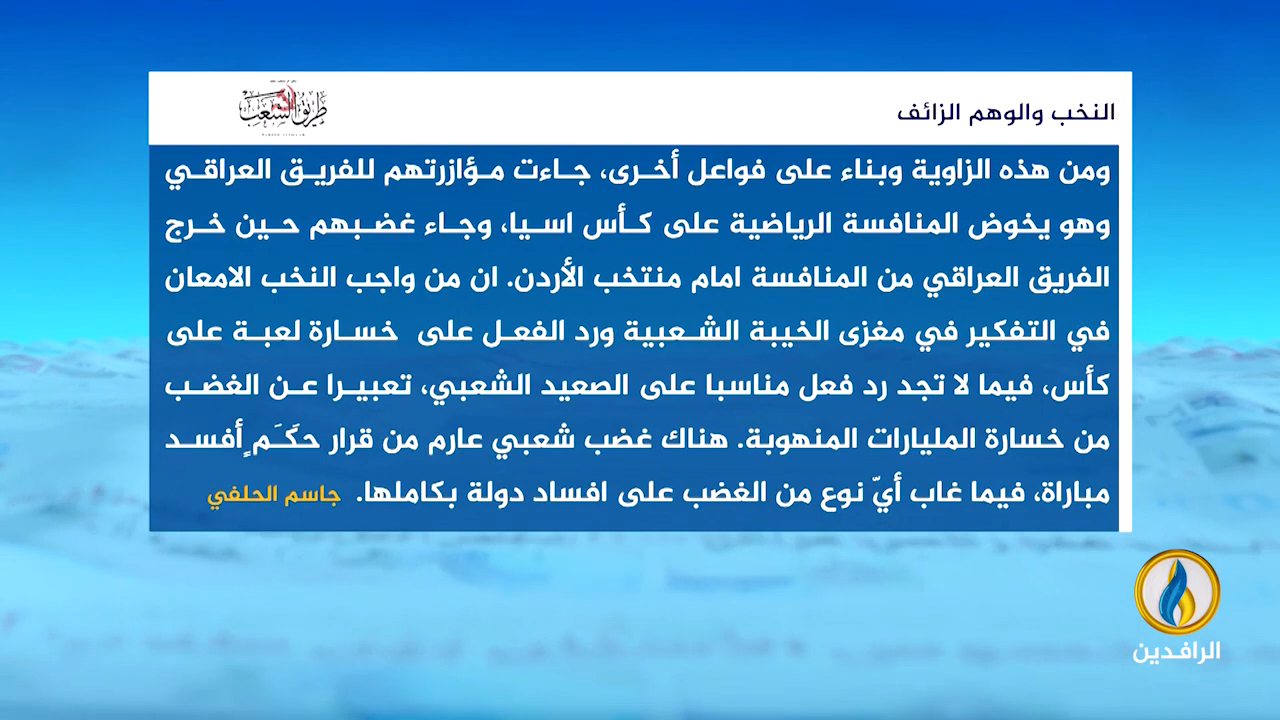 النخب والوهم الزائف
طريق الشعب
ومن هذه الزاوية وبناء على فواعل أخرى، جاءت مؤازرتهم للفريق العراقي
وهو يخوض المنافسة الرياضية على كأس اسيا، وجاء غضبهم حين خرج
الفريق العراقي من المنافسة امام منتخب الأردن. ان من واجب النخب الامعان
في التفكير في مغزى الخيبة الشعبية ورد الفعل على خسارة لعبة على
كأس، فيما لا تجد رد فعل مناسبا على الصعيد الشعبي، تعبيرا عن الغضب
من خسارة المليارات المنهوبة. هناك غضب شعبي عارم من قرار حكَمٍ أفسد
مباراة، فيما غاب أيّ نوع من الغضب على افساد دولة بكاملها. جاسم الحلفي
الرافدين